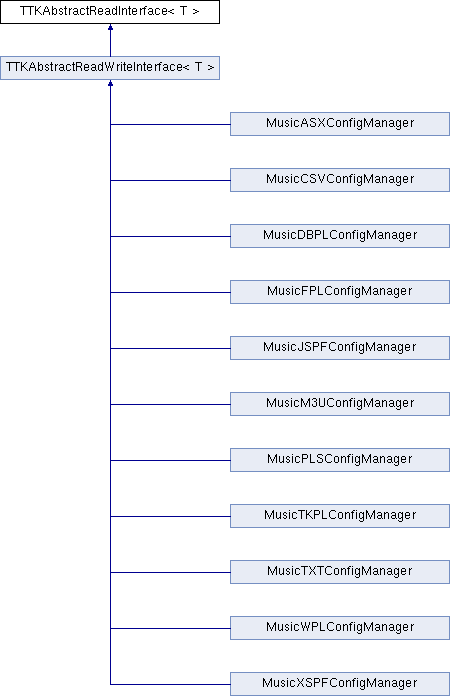 TTKAbstractReadInterface< T >
TTKAbstractReadWriteInterface< T >
MusicASXConfigManager
MusicCSVConfigManager
MusicDBPLConfigManager
MusicFPLConfigManager
MusicJSPFConfigManager
MusicM3UConfigManager
MusicPLSConfigManager
MusicTKPLConfigManager
MusicTXTConfigManager
MusicWPLConfigManager
MusicXSPFConfigManager